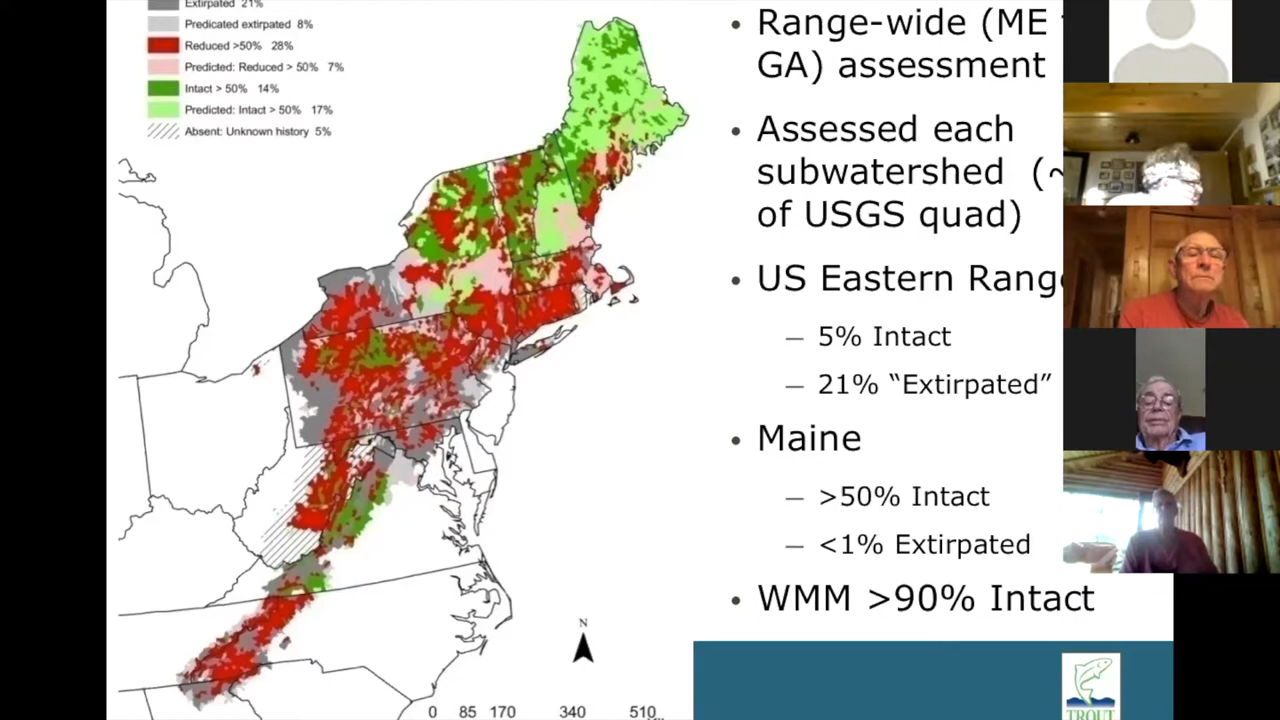 Extirpated 21%
Predicated extirpated 8%
Reduced >50% 28%
Predicted: Reduced > 50% 7%
Intact > 50% 14%
Predicted: Intact > 50% 17%
Absent: Unknown history 5%
N
0 85 170 340 510
• Range-wide (ME
GA) assessment
• Assessed each
subwatershed (~
of USGS quad)
• US Eastern Range
– 5% Intact
– 21% “Extirpated”
• Maine
– >50% Intact
– <1% Extirpated
• WMM >90% Intact
TROUT